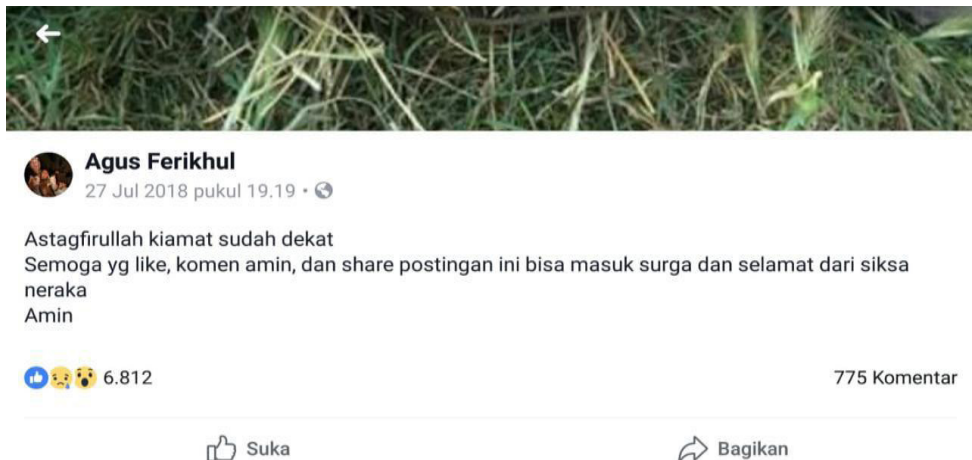 Agus Ferikhul
27 Jul 2018 pukul 19.19 •
Astagfirullah kiamat sudah dekat
Semoga yg like, komen amin, dan share postingan ini bisa masuk surga dan selamat dari siksa
neraka
Amin
6.812
775 Komentar
Suka
Bagikan